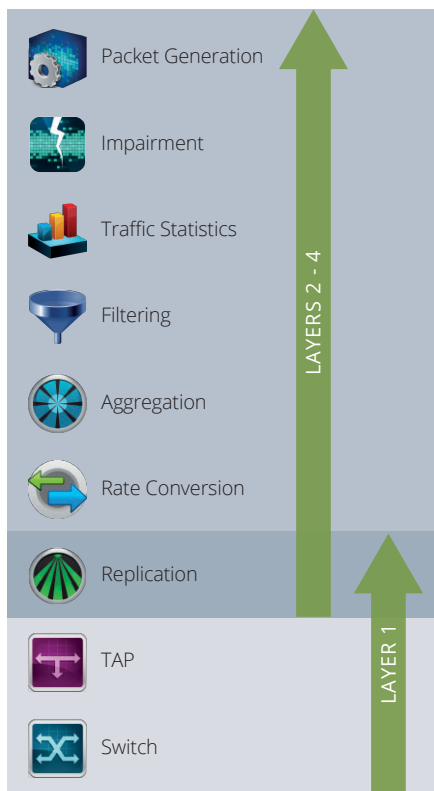 Packet Generation
Impairment
Traffic Statistics
Filtering
Aggregation
Rate Conversion
Replication
TAP
Switch
LAYERS 2 - 4
LAYER 1